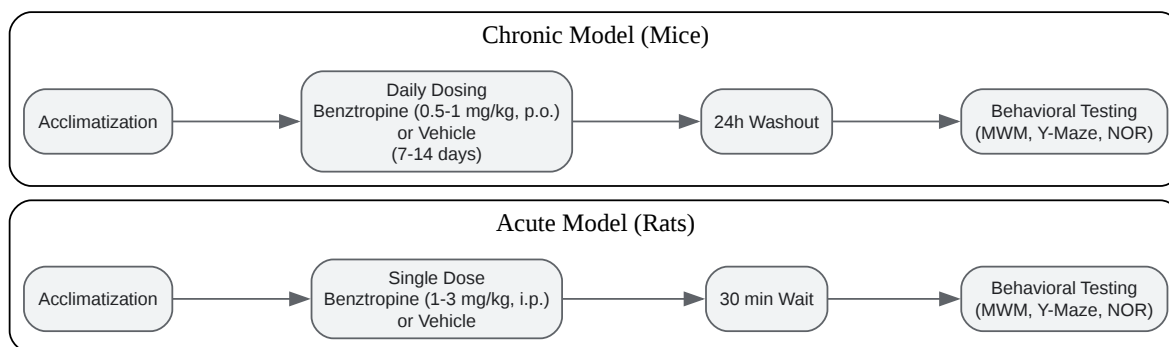 Chronic Model (Mice)
Acclimatization
Daily Dosing
Benztropine (0.5-1 mg/kg, p.o.)
or Vehicle
(7-14 days)
24h Washout
Behavioral Testing
(MWM, Y-Maze, NOR)
Acute Model (Rats)
Acclimatization
Single Dose
Benztropine (1-3 mg/kg, i.p.)
or Vehicle
30 min Wait
Behavioral Testing
(MWM, Y-Maze, NOR)